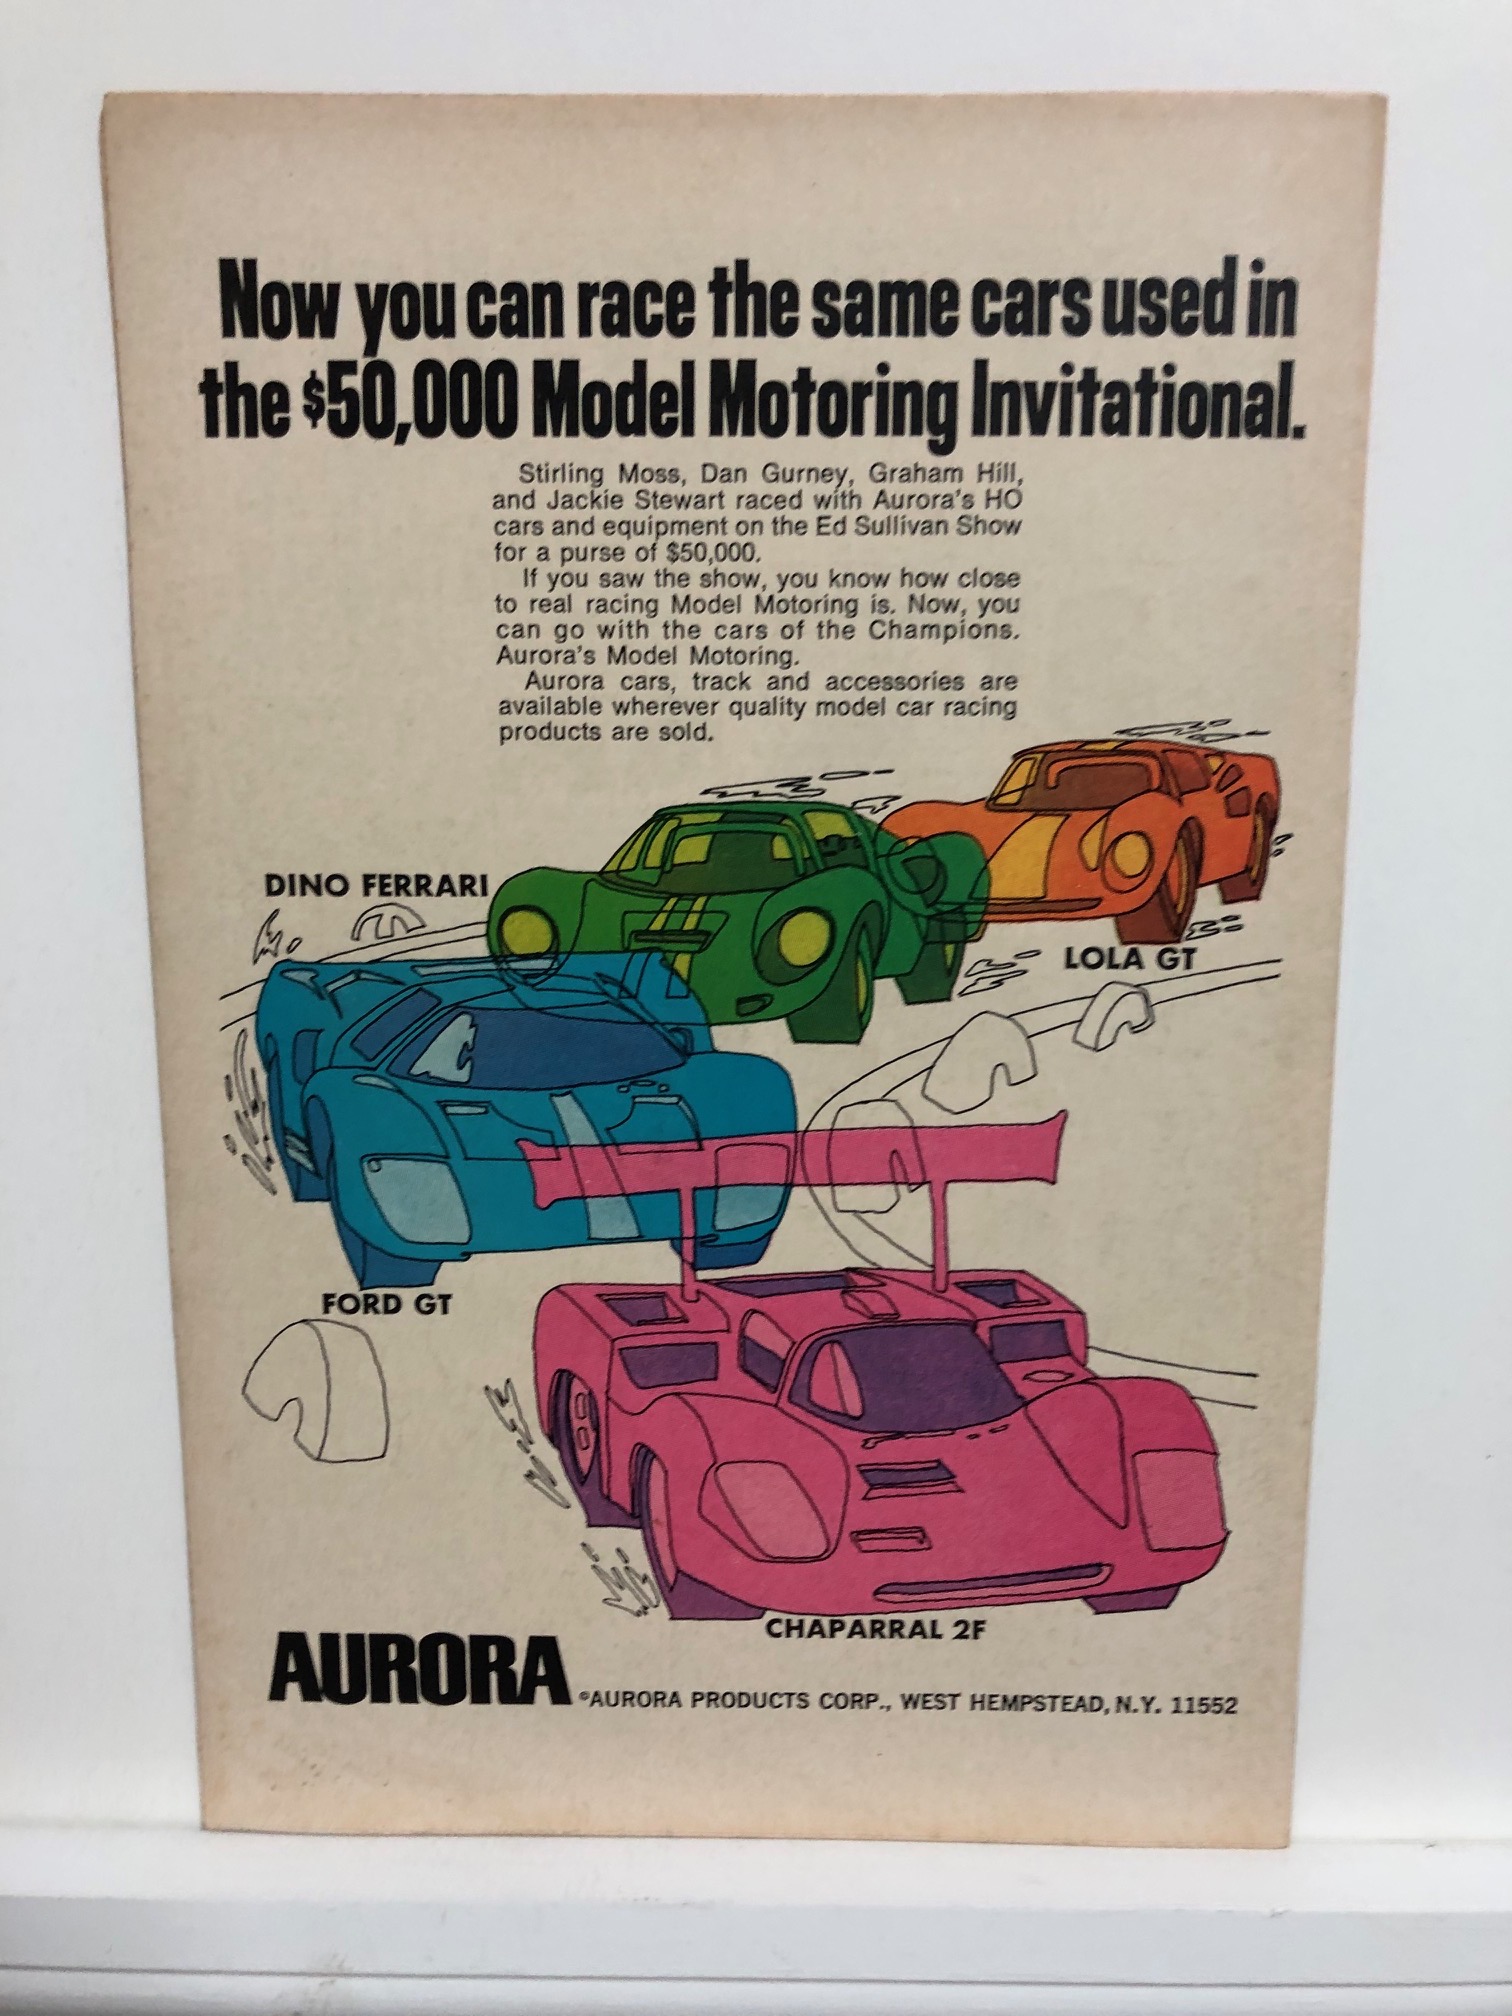 Now you can race the same cars used in
the $50,000 Model Motoring Invitational.
Stirling Moss, Dan Gurney, Graham Hill,
and Jackie Stewart raced with Aurora's HO
cars and equipment on the Ed Sullivan Show
for a purse of $50,000.
If you saw the show, you know how close
to real racing Model Motoring is. Now, you
can go with the cars of the Champions.
Aurora's Model Motoring.
Aurora cars, track and accessories are
available wherever quality model car racing
products are sold.
DINO FERRARI
LOLA GT
FORD GT
CHAPARRAL 2F
AURORA
©AURORA PRODUCTS CORP., WEST HEMPSTEAD, N.Y. 11552